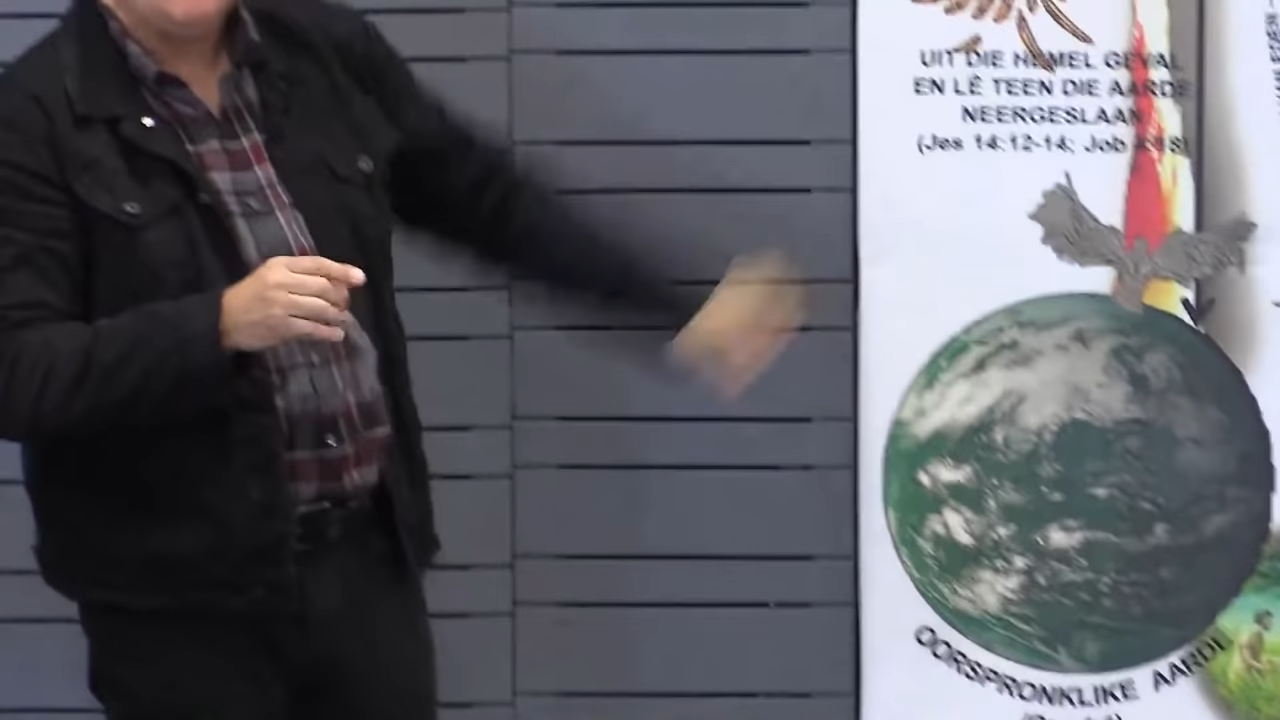 UIT DIE HEMEL GEVAL
EN LÊ TEEN DIE AARDE
NEERGESLAAN
(Jes 14:12-14; Job
OORSPRONKLIKE AARDE